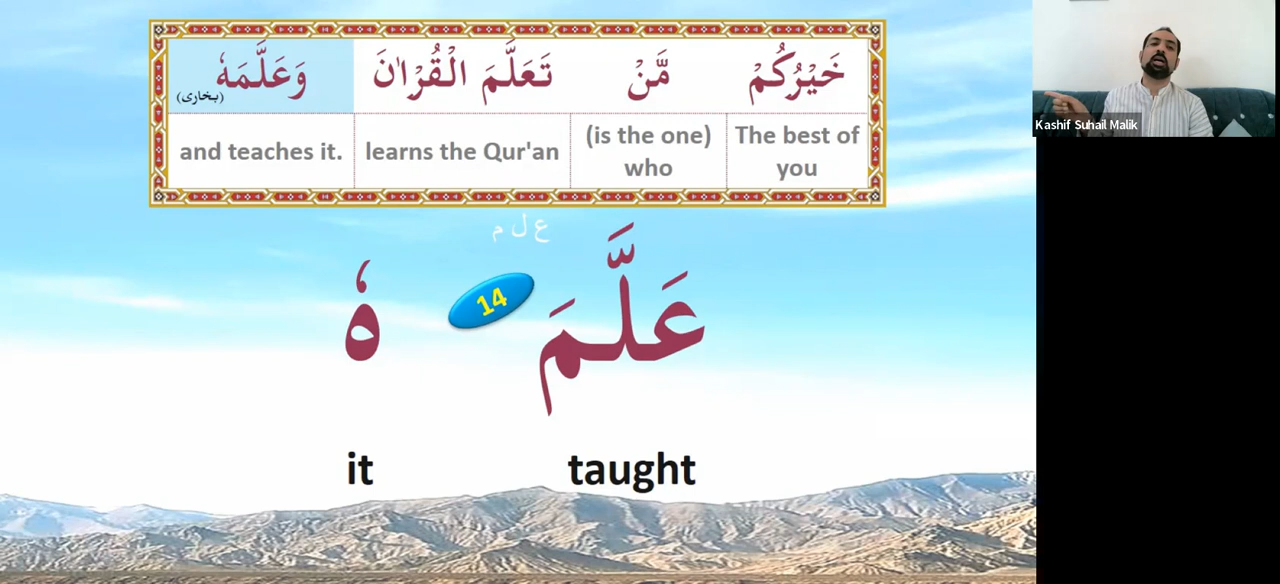 خَيْرُكُمْ مَّنْ تَعَلَّمَ الْقُرْاٰنَ وَعَلَّمَهٗ (بخاری)
The best of you
(is the one) who
learns the Qur'an
and teaches it.
ع ل م
عَلَّمَ 14 هٗ
taught it
Kashif Suhail Malik